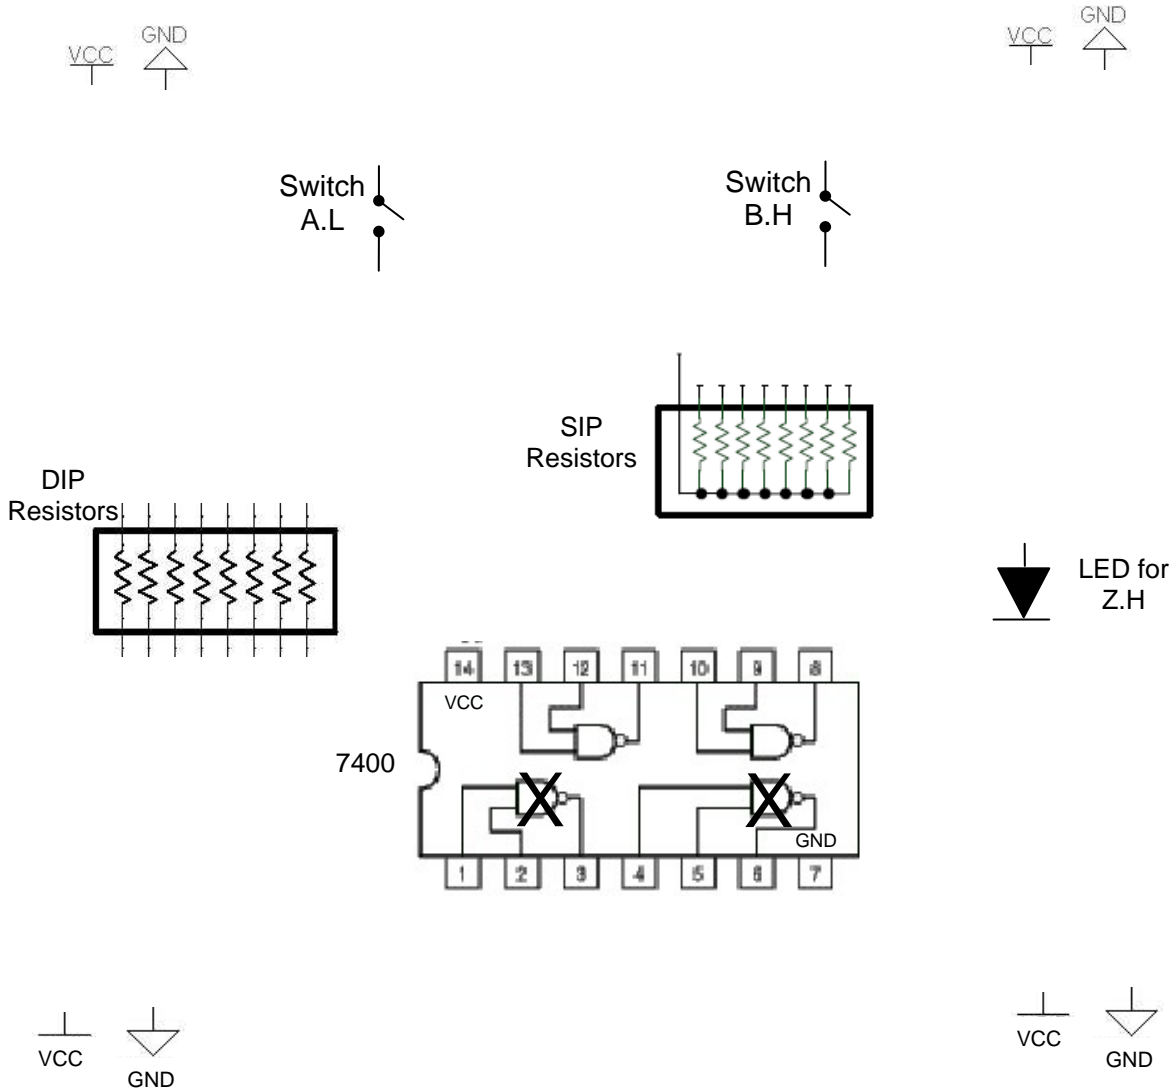 VCC GND
VCC GND
Switch
A.L
Switch
B.H
SIP
Resistors
DIP
Resistors
LED for
Z.H
14 13 12 11 10 9 8
VCC
7400
GND
1 2 3 4 5 6 7
VCC
GND
VCC
GND